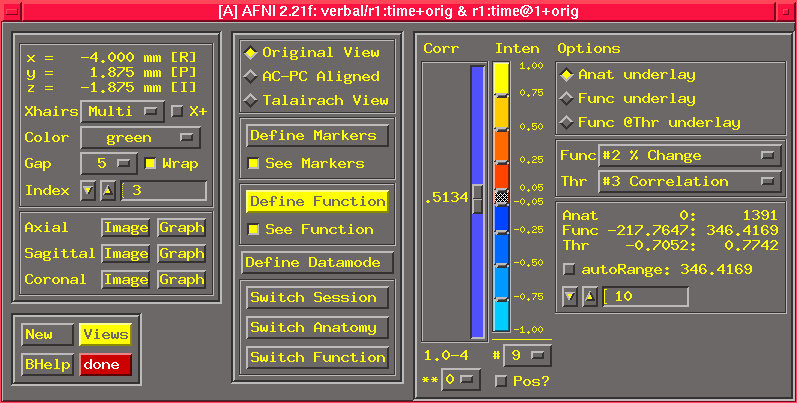 [A] AFNI 2.21f: verbal/r1:time+orig & r1:time@1+orig
x = -4.000 mm [R]
y = 1.875 mm [P]
z = -1.875 mm [I]
Xhairs Multi X+
Color green
Gap 5 Wrap
Index 3
Axial Image Graph
Sagittal Image Graph
Coronal Image Graph
New Views
BHelp done
Original View
AC-PC Aligned
Talairach View
Define Markers
See Markers
Define Function
See Function
Define Datamode
Switch Session
Switch Anatomy
Switch Function
Corr Inten
.5134
1.00
0.75
0.50
0.25
0.05
-0.05
-0.25
-0.50
-0.75
-1.00
1.0-4 # 9
** 0 Pos?
Options
Anat underlay
Func underlay
Func @Thr underlay
Func #2 % Change
Thr #3 Correlation
Anat 0: 1391
Func -217.7647: 346.4169
Thr -0.7052: 0.7742
autoRange: 346.4169
10